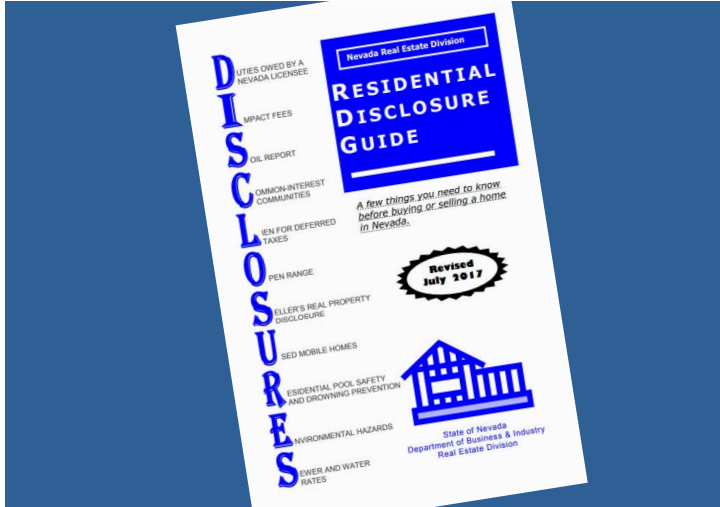 DUTIES OWED BY A
NEVADA LICENSEE
IMPACT FEES
SOIL REPORT
COMMON-INTEREST
COMMUNITIES
LIEN FOR DEFERRED
TAXES
OPEN RANGE
SELLER'S REAL PROPERTY
DISCLOSURE
USED MOBILE HOMES
RESIDENTIAL POOL SAFETY
AND DROWNING PREVENTION
ENVIRONMENTAL HAZARDS
SEWER AND WATER
RATES
Nevada Real Estate Division
RESIDENTIAL
DISCLOSURE
GUIDE
A few things you need to know
before buying or selling a home
in Nevada.
Revised
July 2017
State of Nevada
Department of Business & Industry
Real Estate Division